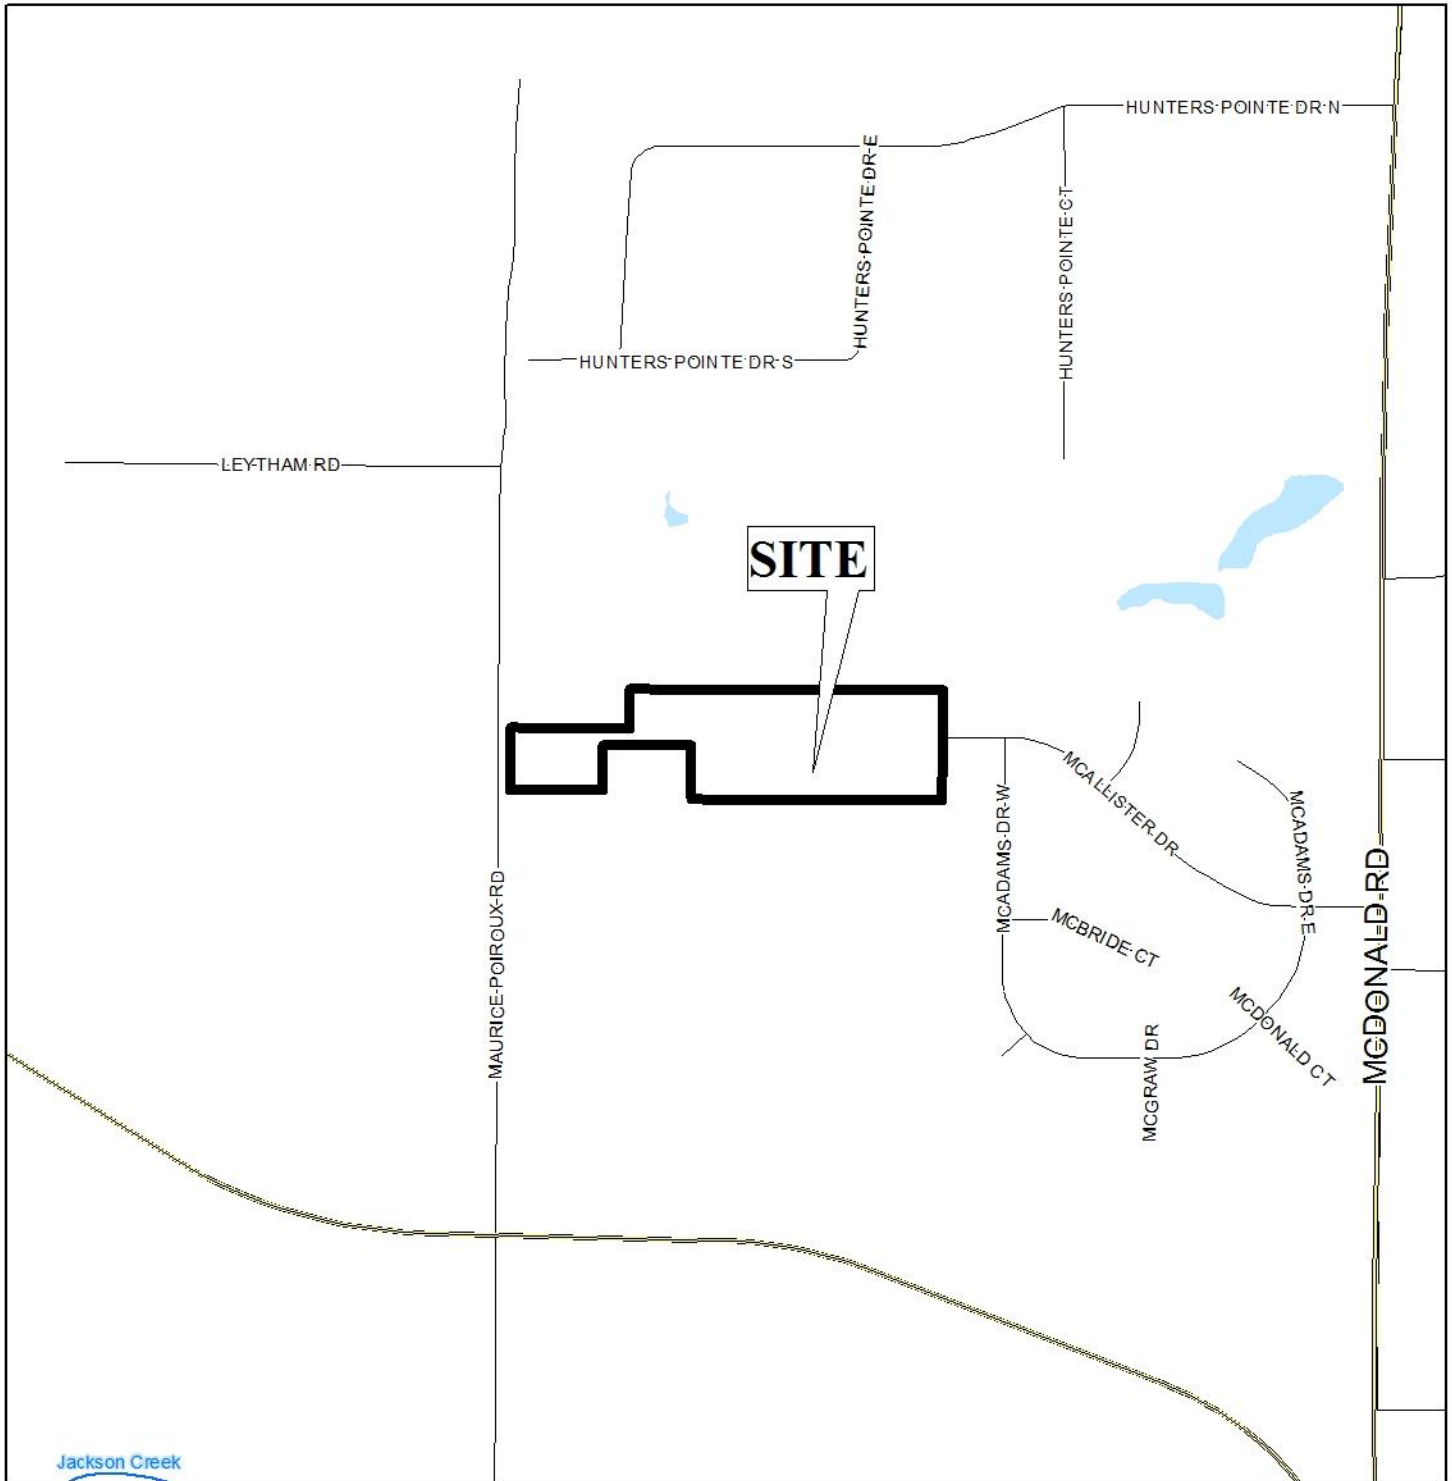 HUNTERS POINTE DR N
HUNTERS POINTE DR E
HUNTERS POINTE CT
HUNTERS POINTE DR S
LEYTHAM RD
SITE
MCALLISTER DR
MCADAMS DR W
MCADAMS DR E
MCDONALD RD
MAURICE POIROUX RD
MCBRIDE CT
MCDONALD CT
MCGRAW DR
Jackson Creek